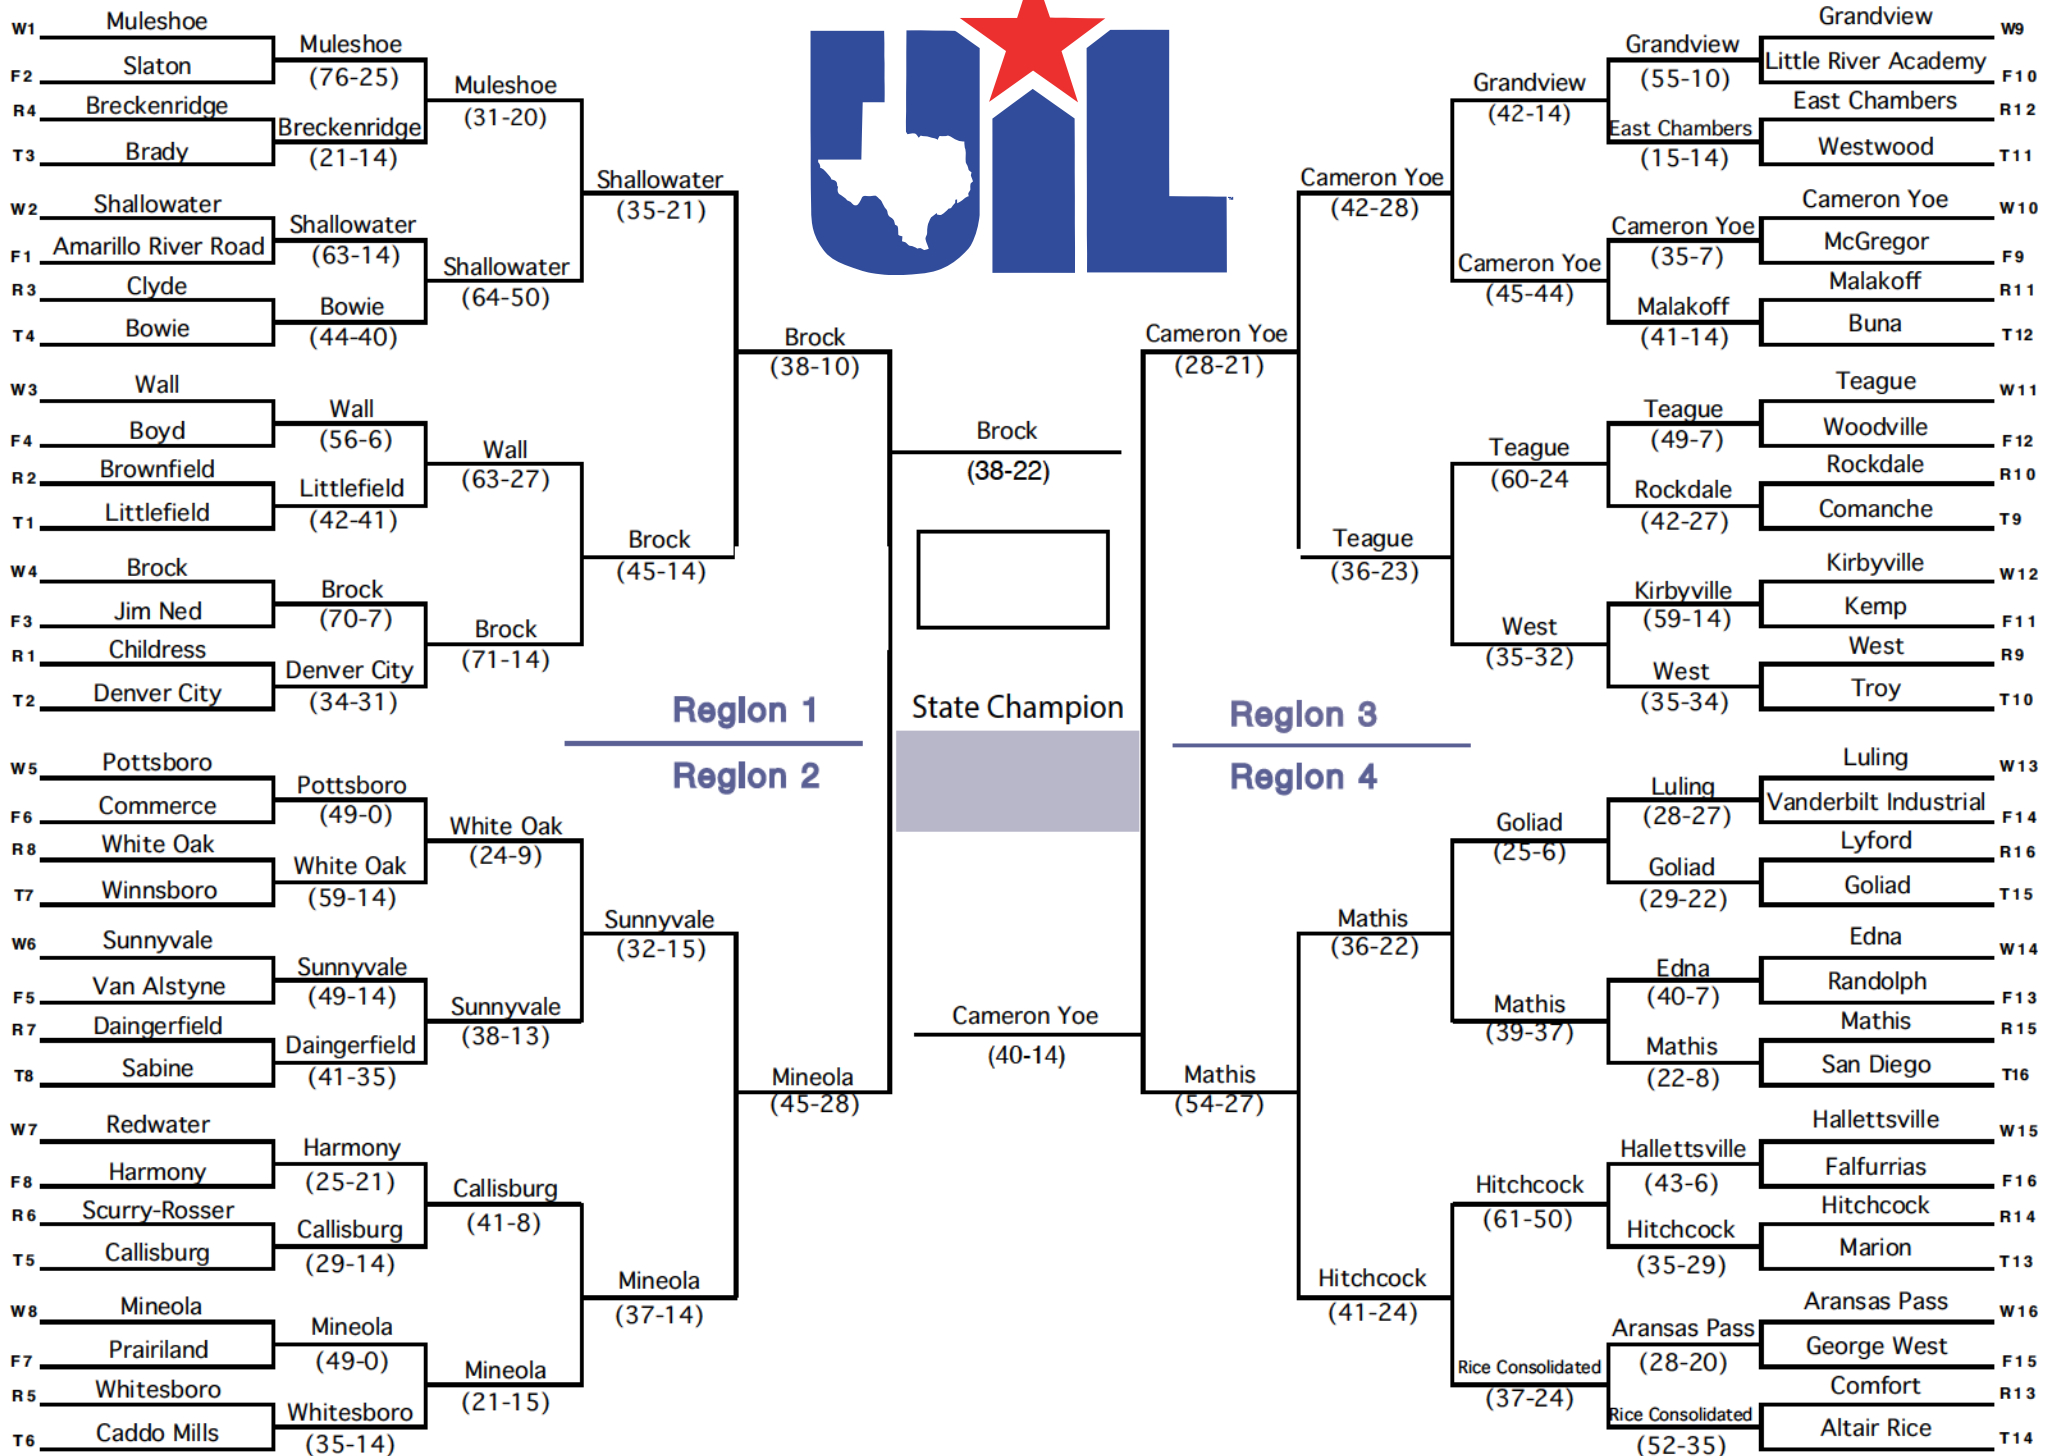 UIL
W1 Muleshoe
F2 Slaton
R4 Breckenridge
T3 Brady
W2 Shallowater
F1 Amarillo River Road
R3 Clyde
T4 Bowie
W3 Wall
F4 Boyd
R2 Brownfield
T1 Littlefield
W4 Brock
F3 Jim Ned
R1 Childress
T2 Denver City
W5 Pottsboro
F6 Commerce
R8 White Oak
T7 Winnsboro
W6 Sunnyvale
F5 Van Alstyne
R7 Daingerfield
T8 Sabine
W7 Redwater
F8 Harmony
R6 Scurry-Rosser
T5 Callisburg
W8 Mineola
F7 Prairiland
R5 Whitesboro
T6 Caddo Mills
Muleshoe
(76-25)
Breckenridge
(21-14)
Shallowater
(63-14)
Bowie
(44-40)
Wall
(56-6)
Littlefield
(42-41)
Brock
(70-7)
Denver City
(34-31)
Pottsboro
(49-0)
White Oak
(59-14)
Sunnyvale
(49-14)
Daingerfield
(41-35)
Harmony
(25-21)
Callisburg
(29-14)
Mineola
(49-0)
Whitesboro
(35-14)
Muleshoe
(31-20)
Shallowater
(64-50)
Wall
(63-27)
Brock
(71-14)
White Oak
(24-9)
Sunnyvale
(38-13)
Callisburg
(41-8)
Mineola
(21-15)
Shallowater
(35-21)
Brock
(45-14)
Sunnyvale
(32-15)
Mineola
(37-14)
Brock
(38-10)
Mineola
(45-28)
Region 1
Region 2
Brock
(38-22)
State Champion
Cameron Yoe
(40-14)
Region 3
Region 4
Cameron Yoe
(28-21)
Mathis
(54-27)
Cameron Yoe
(42-28)
Teague
(36-23)
Mathis
(36-22)
Hitchcock
(41-24)
Grandview
(42-14)
Cameron Yoe
(45-44)
Teague
(60-24
West
(35-32)
Goliad
(25-6)
Mathis
(39-37)
Hitchcock
(61-50)
Rice Consolidated
(37-24)
Grandview
(55-10)
East Chambers
(15-14)
Cameron Yoe
(35-7)
Malakoff
(41-14)
Teague
(49-7)
Rockdale
(42-27)
Kirbyville
(59-14)
West
(35-34)
Luling
(28-27)
Goliad
(29-22)
Edna
(40-7)
Mathis
(22-8)
Hallettsville
(43-6)
Hitchcock
(35-29)
Aransas Pass
(28-20)
Rice Consolidated
(52-35)
Grandview W9
Little River Academy F10
East Chambers R12
Westwood T11
Cameron Yoe W10
McGregor F9
Malakoff R11
Buna T12
Teague W11
Woodville F12
Rockdale R10
Comanche T9
Kirbyville W12
Kemp F11
West R9
Troy T10
Luling W13
Vanderbilt Industrial F14
Lyford R16
Goliad T15
Edna W14
Randolph F13
Mathis R15
San Diego T16
Hallettsville W15
Falfurrias F16
Hitchcock R14
Marion T13
Aransas Pass W16
George West F15
Comfort R13
Altair Rice T14